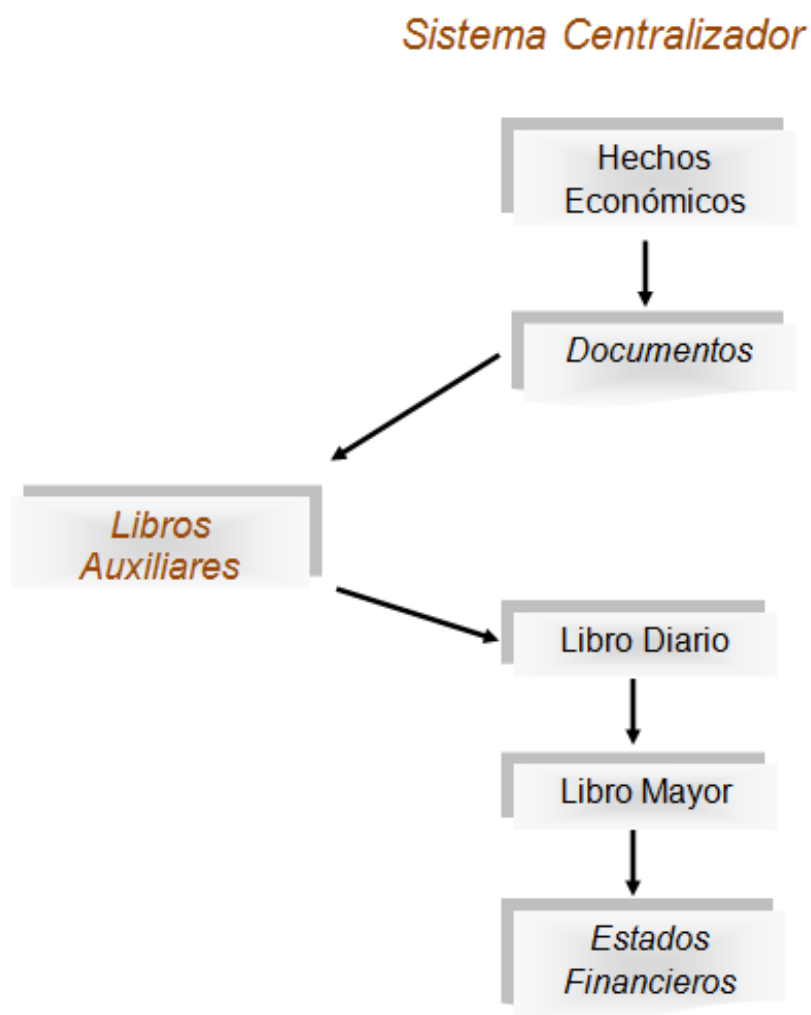 Sistema Centralizador
Hechos
Económicos
Documentos
Libros
Auxiliares
Libro Diario
Libro Mayor
Estados
Financieros